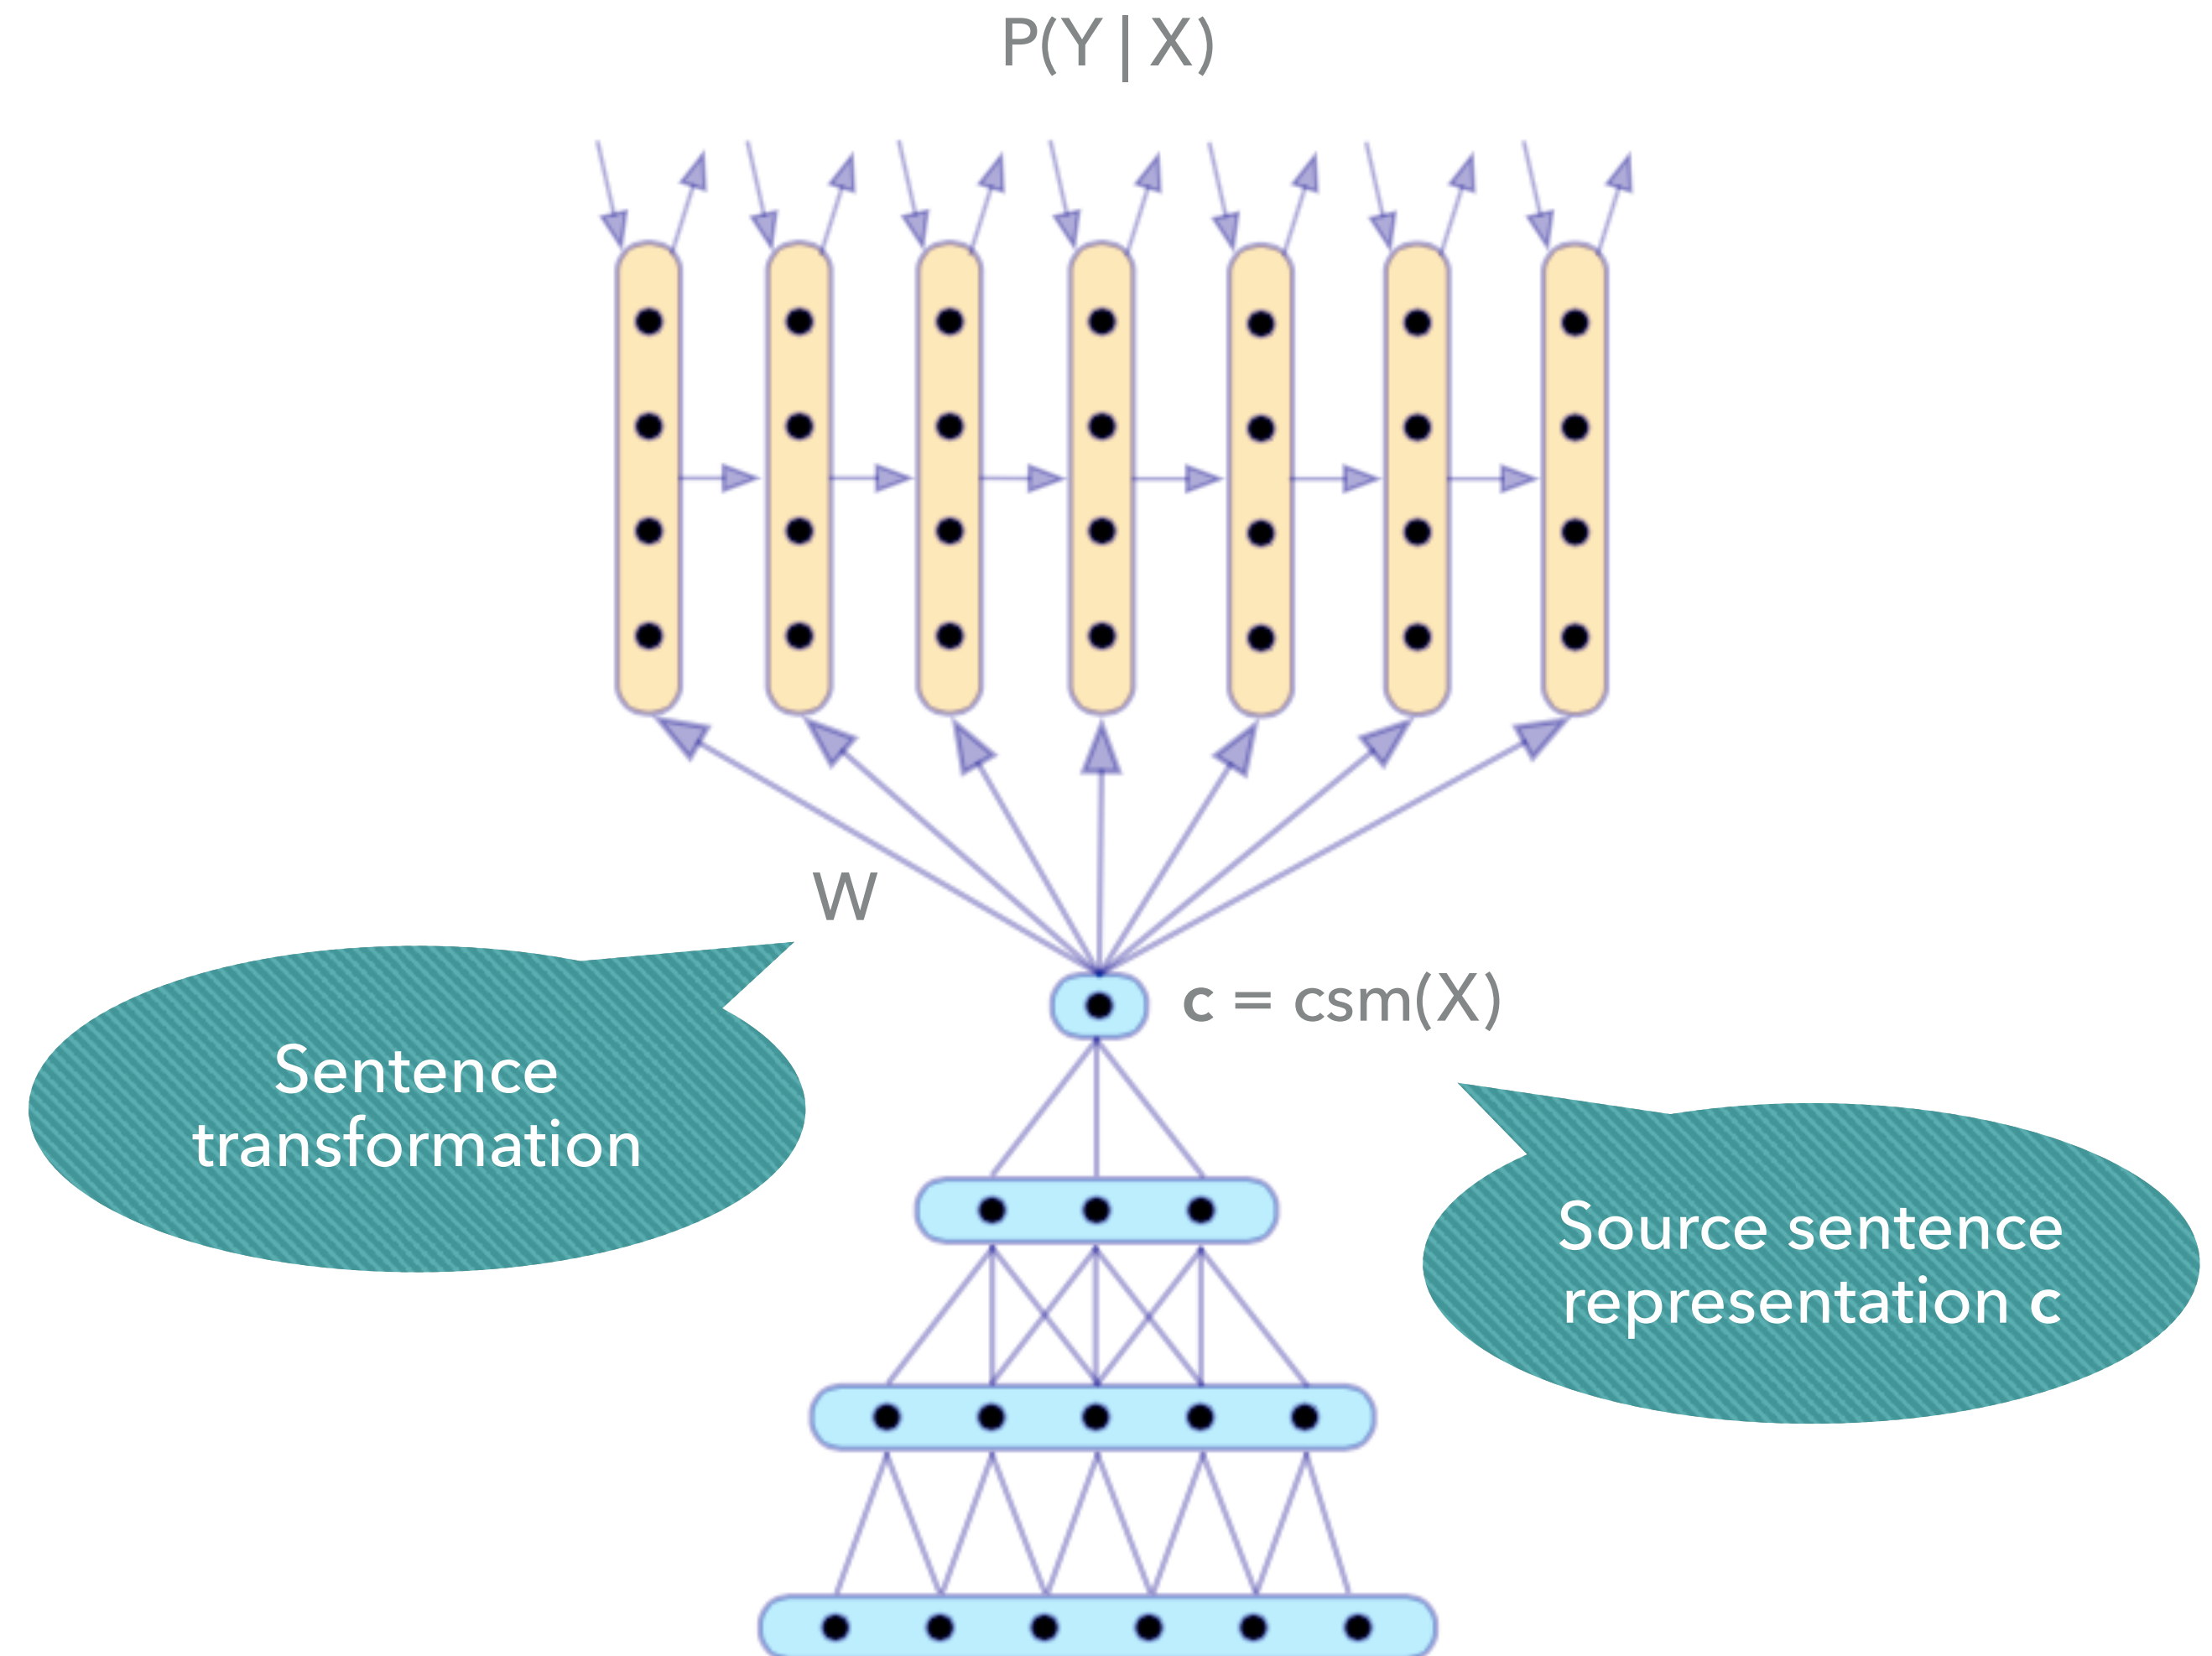 P(Y | X)
W
c = csm(X)
Sentence
transformation
Source sentence
representation c